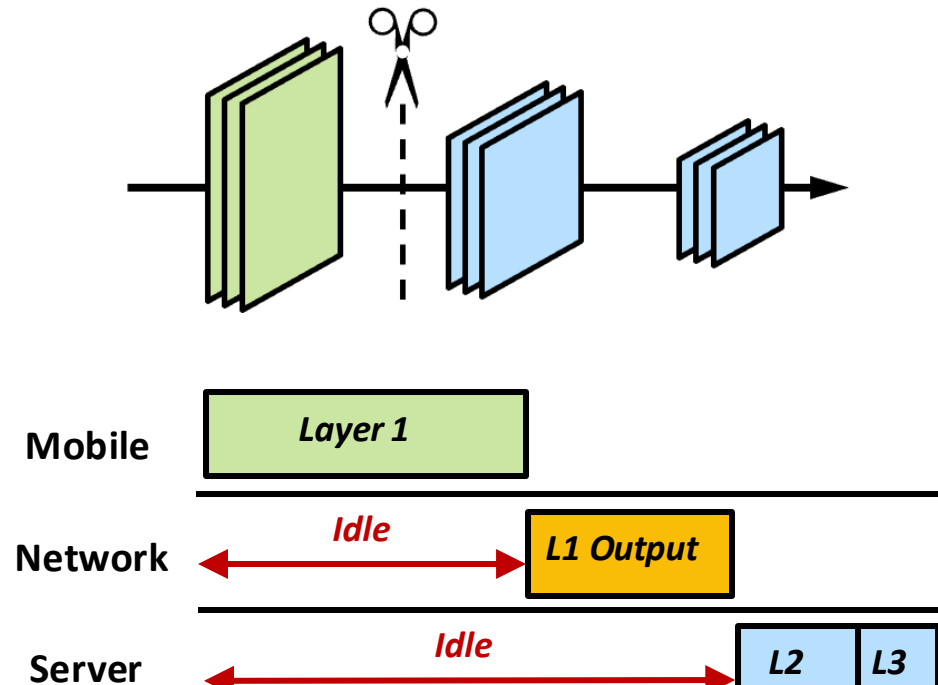 Mobile
Layer 1
Network
Idle
L1 Output
Server
Idle
L2
L3